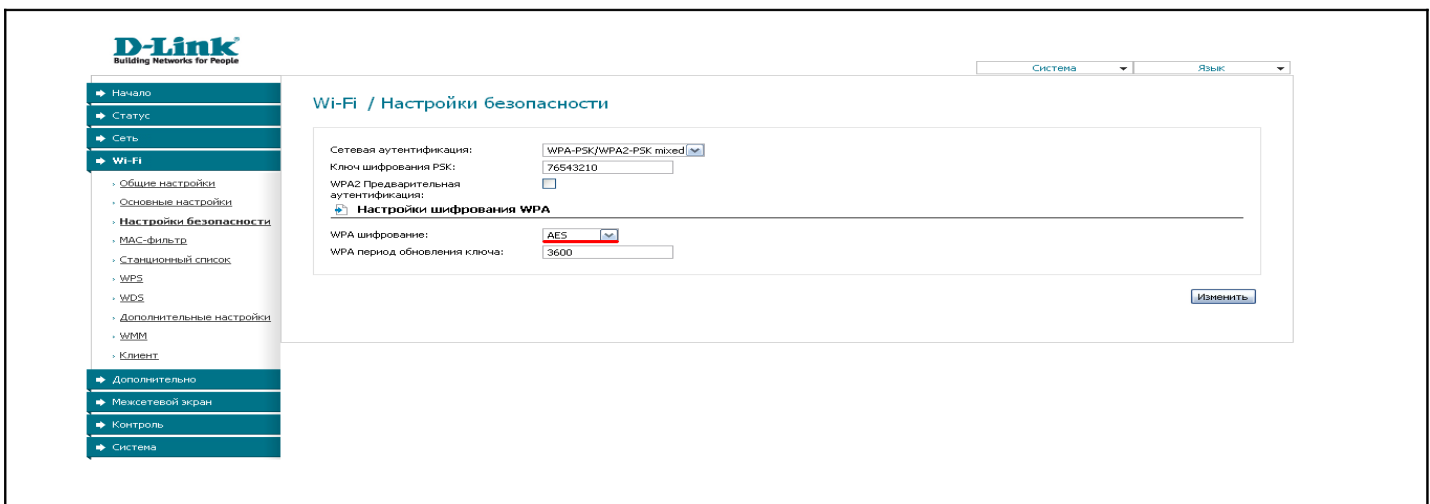 D-Link
Building Networks for People
Система
Язык
Начало
Статус
Сеть
Wi-Fi
Общие настройки
Основные настройки
Настройки безопасности
MAC-фильтр
Станционный список
WPS
WDS
Дополнительные настройки
WMM
Клиент
Дополнительно
Межсетевой экран
Контроль
Система
Wi-Fi / Настройки безопасности
Сетевая аутентификация: WPA-PSK/WPA2-PSK mixed
Ключ шифрования PSK: 76543210
WPA2 Предварительная
аутентификация:
Настройки шифрования WPA
WPA шифрование: AES
WPA период обновления ключа: 3600
Изменить